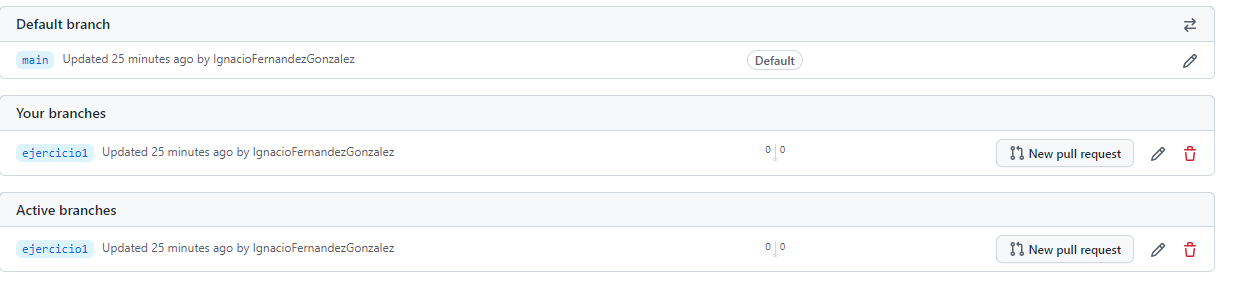 Default branch
main Updated 25 minutes ago by IgnacioFernandezGonzalez Default
Your branches
ejercicio1 Updated 25 minutes ago by IgnacioFernandezGonzalez 0 0 New pull request
Active branches
ejercicio1 Updated 25 minutes ago by IgnacioFernandezGonzalez 0 0 New pull request